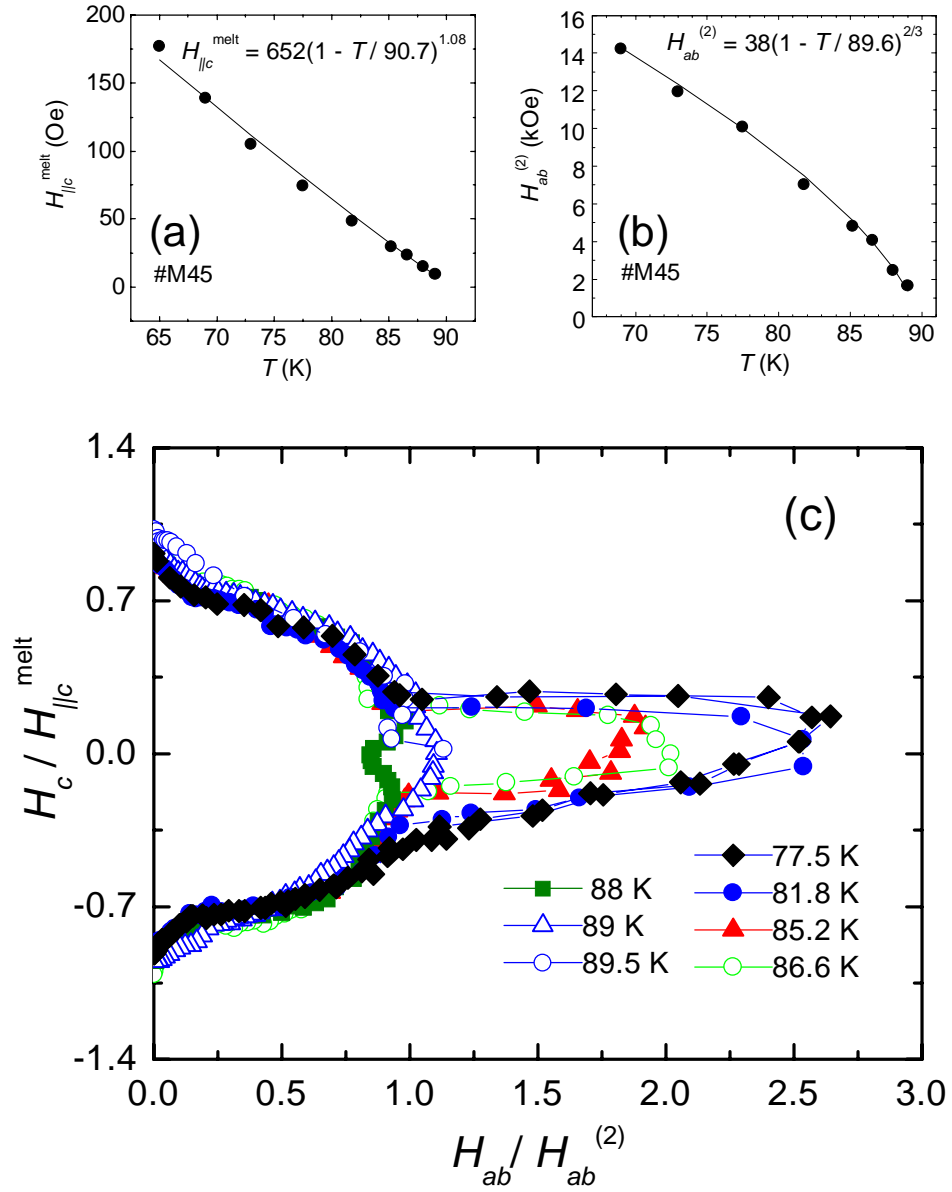 H||c^melt = 652(1 - T / 90.7)^1.08
200
150
100
50
0
H||c^melt (Oe)
(a)
#M45
65 70 75 80 85 90
T (K)
Hab^(2) = 38(1 - T / 89.6)^2/3
16
14
12
10
8
6
4
2
0
Hab^(2) (kOe)
(b)
#M45
70 75 80 85 90
T (K)
1.4
0.7
0.0
-0.7
-1.4
Hc / H||c^melt
(c)
88 K
89 K
89.5 K
77.5 K
81.8 K
85.2 K
86.6 K
0.0 0.5 1.0 1.5 2.0 2.5 3.0
Hab / Hab^(2)